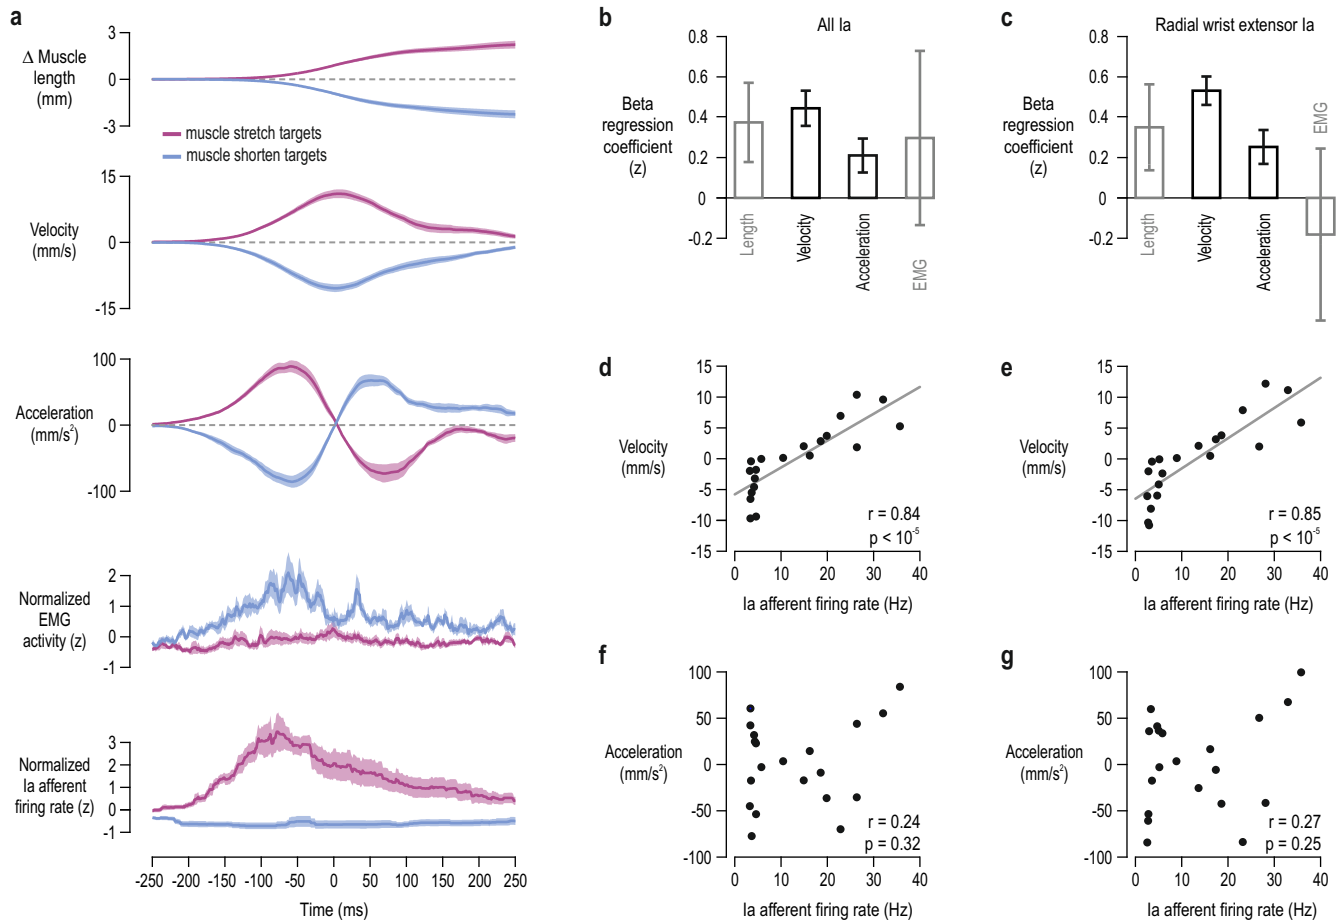 a
Δ Muscle
length
(mm)
3
0
-3
muscle stretch targets
muscle shorten targets
Velocity
(mm/s)
15
0
-15
Acceleration
(mm/s²)
100
0
-100
Normalized
EMG
activity (z)
2
1
0
-1
Normalized
Ia afferent
firing rate (z)
3
2
1
0
-1
-250 -200 -150 -100 -50 0 50 100 150 200 250
Time (ms)
b
All Ia
Beta
regression
coefficient
(z)
0.8
0.6
0.4
0.2
0
-0.2
Length
Velocity
Acceleration
EMG
c
Radial wrist extensor Ia
Beta
regression
coefficient
(z)
0.8
0.6
0.4
0.2
0
-0.2
Length
Velocity
Acceleration
EMG
d
Velocity
(mm/s)
15
10
5
0
-5
-10
-15
r = 0.84
p < 10⁻⁵
0 10 20 30 40
Ia afferent firing rate (Hz)
e
Velocity
(mm/s)
15
10
5
0
-5
-10
-15
r = 0.85
p < 10⁻⁵
0 10 20 30 40
Ia afferent firing rate (Hz)
f
Acceleration
(mm/s²)
100
50
0
-50
-100
r = 0.24
p = 0.32
0 10 20 30 40
Ia afferent firing rate (Hz)
g
Acceleration
(mm/s²)
100
50
0
-50
-100
r = 0.27
p = 0.25
0 10 20 30 40
Ia afferent firing rate (Hz)